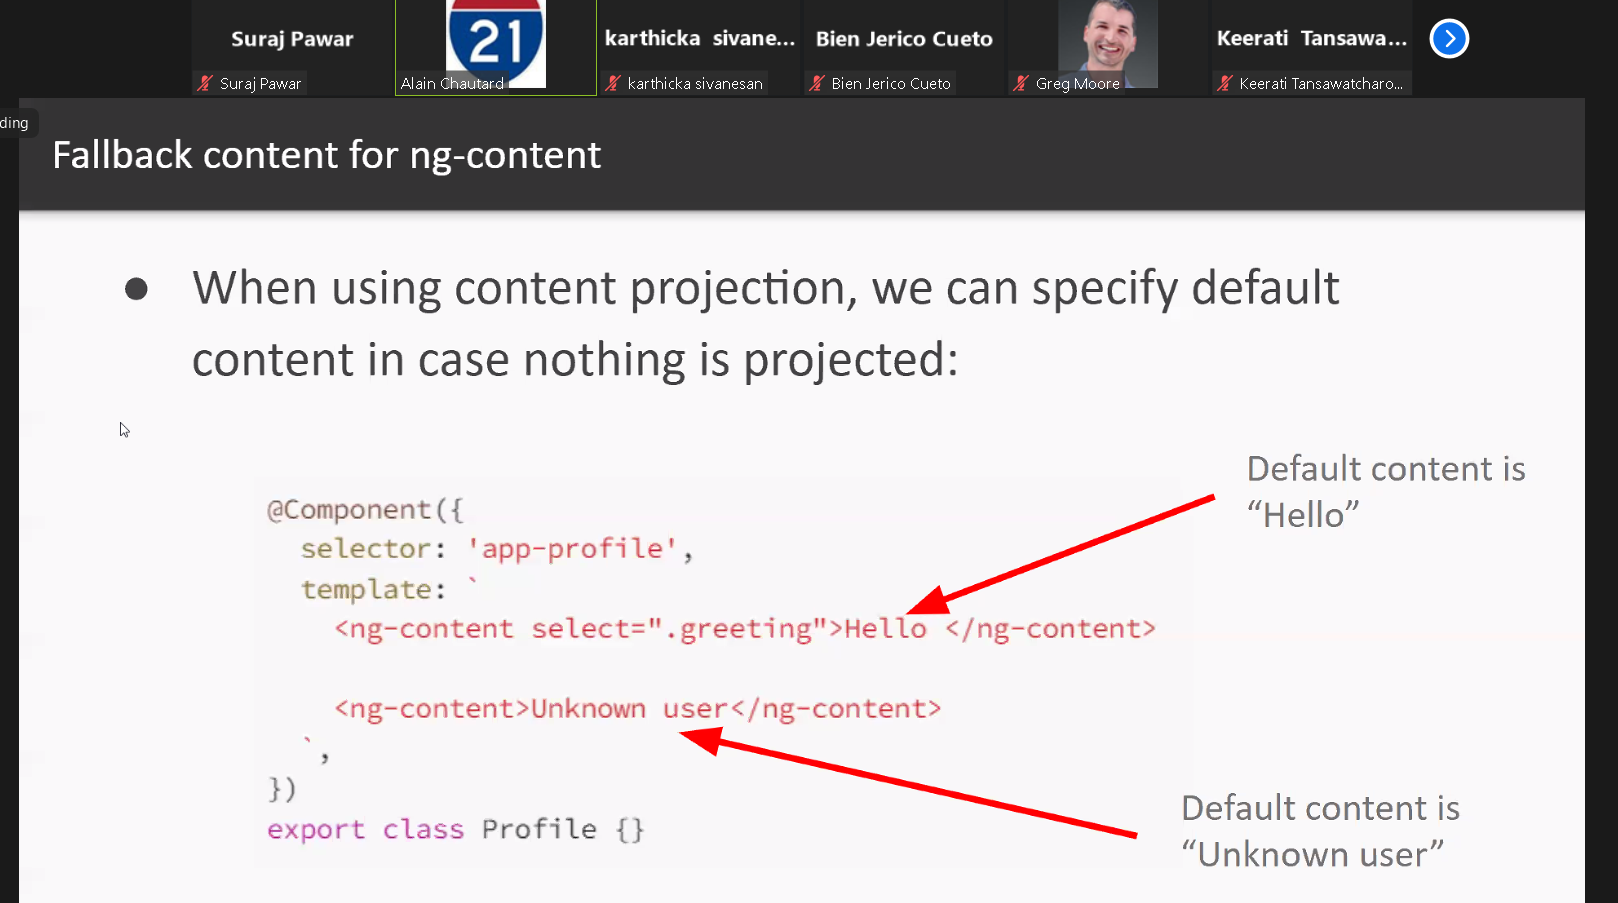 Suraj Pawar
21
karthicka sivane...
Bien Jerico Cueto
Keerati Tansawa...
Suraj Pawar
Alain Chautard
karthicka sivanesan
Bien Jerico Cueto
Greg Moore
Keerati Tansawatcharo...
ding
Fallback content for ng-content
● When using content projection, we can specify default
content in case nothing is projected:
Default content is
“Hello”
@Component({
selector: 'app-profile',
template: `
<ng-content select=".greeting">Hello </ng-content>
<ng-content>Unknown user</ng-content>
`,
})
export class Profile {}
Default content is
“Unknown user”